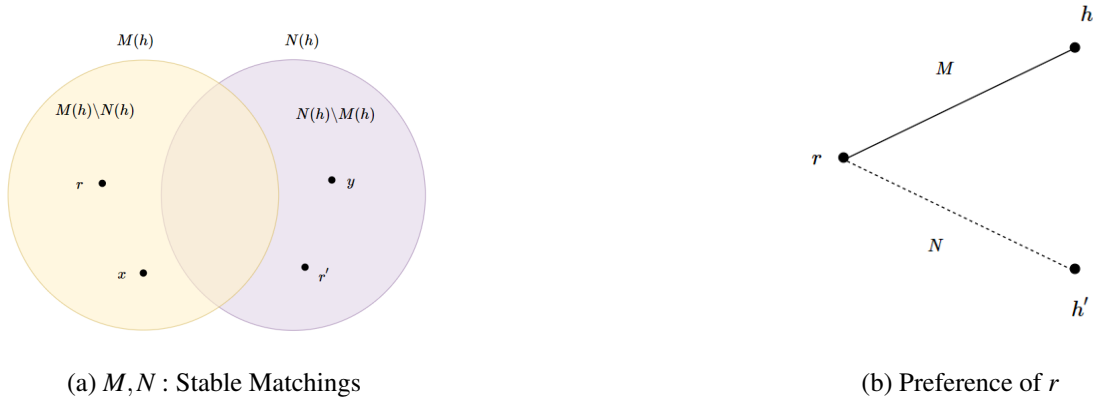 M(h)
N(h)
M(h)\N(h)
N(h)\M(h)
r
y
x
r'
(a) M,N : Stable Matchings
h
M
r
N
h'
(b) Preference of r